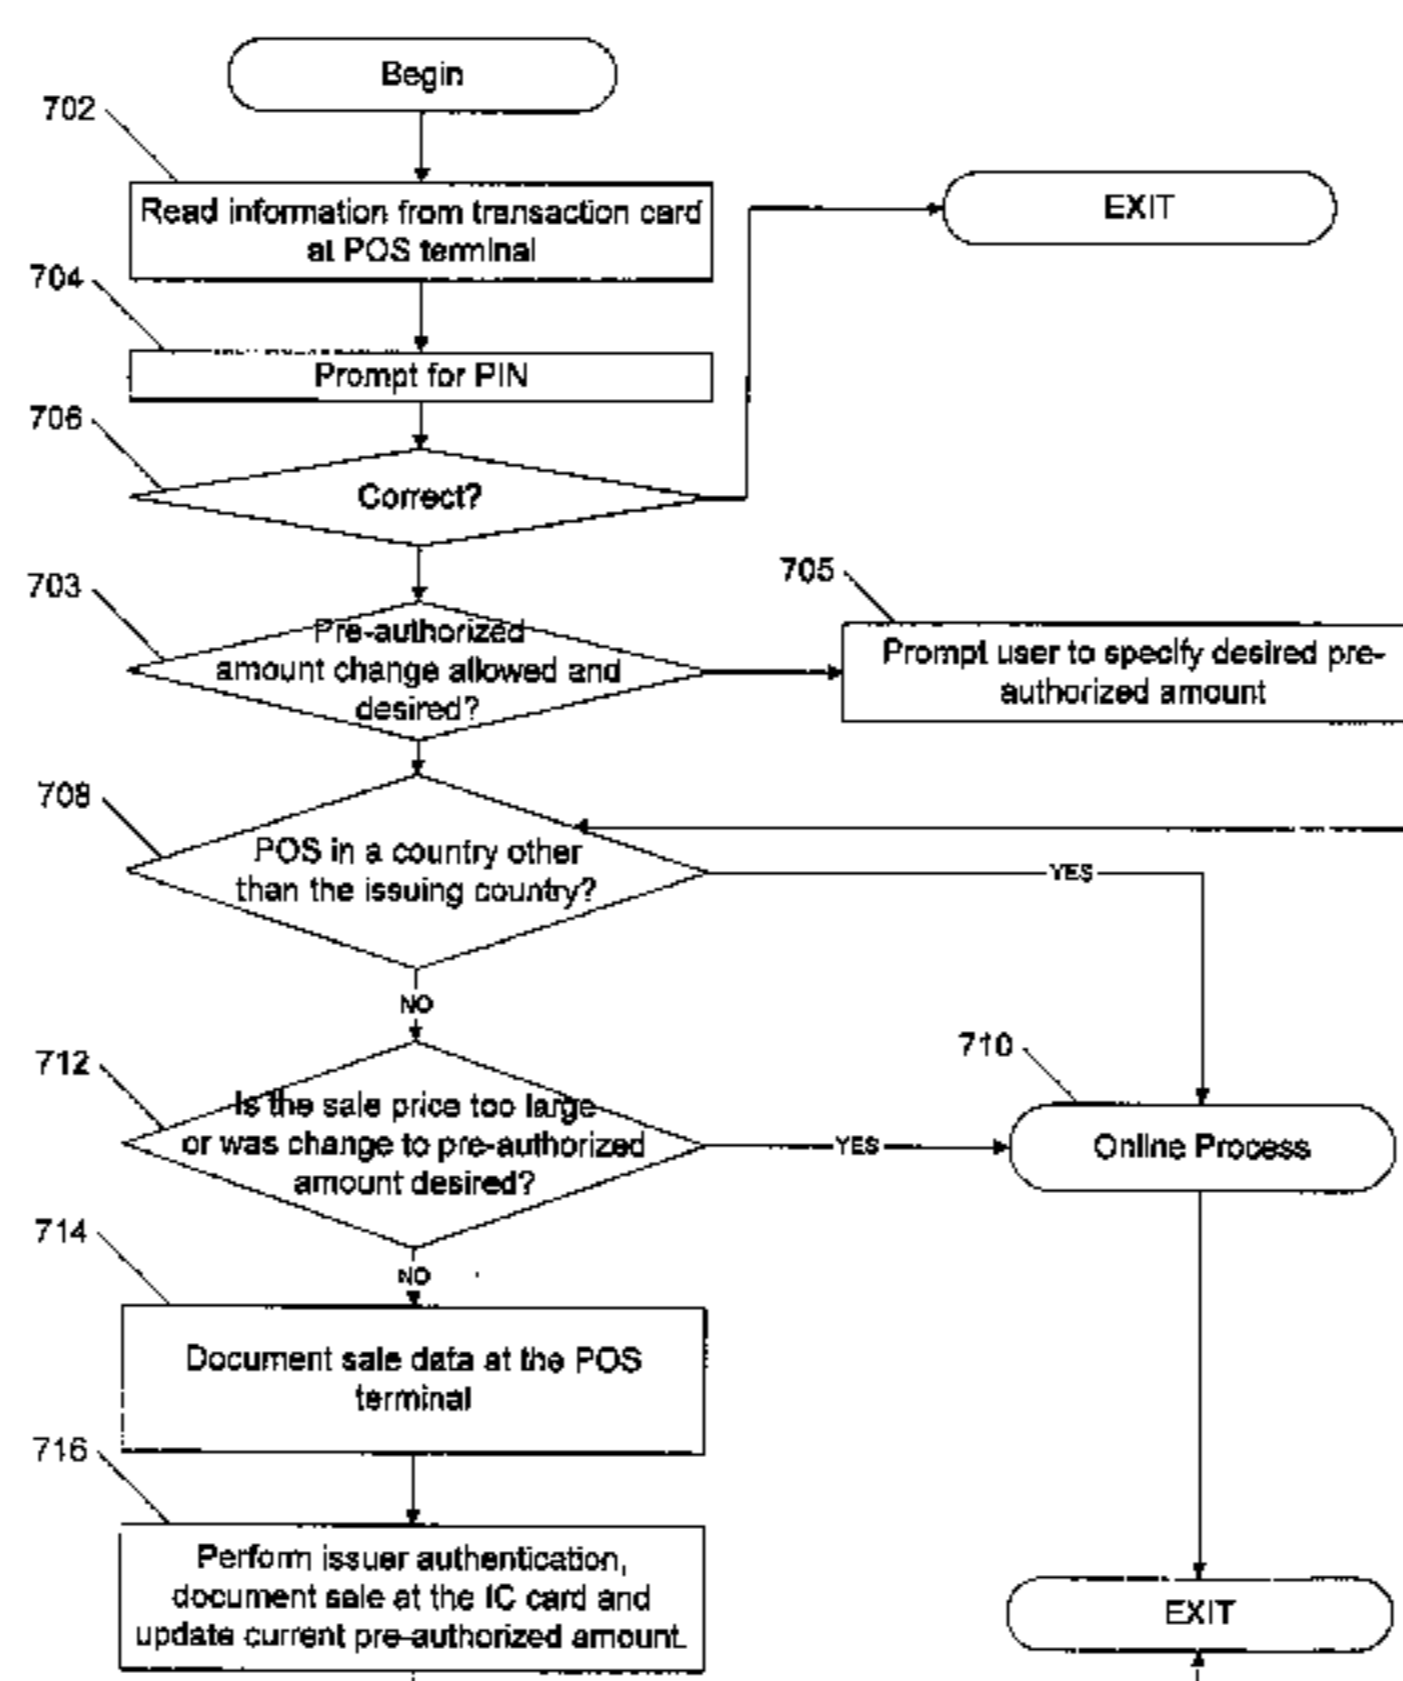 Begin
702
Read information from transaction card
at POS terminal
EXIT
704
Prompt for PIN
706
Correct?
703
Pre-authorized
amount change allowed and
desired?
705
Prompt user to specify desired pre-
authorized amount
708
POS in a country other
than the issuing country?
YES
NO
712
Is the sale price too large
or was change to pre-authorized
amount desired?
YES
710
Online Process
NO
714
Document sale data at the POS
terminal
716
Perform issuer authentication,
document sale at the IC card and
update current pre-authorized amount.
EXIT